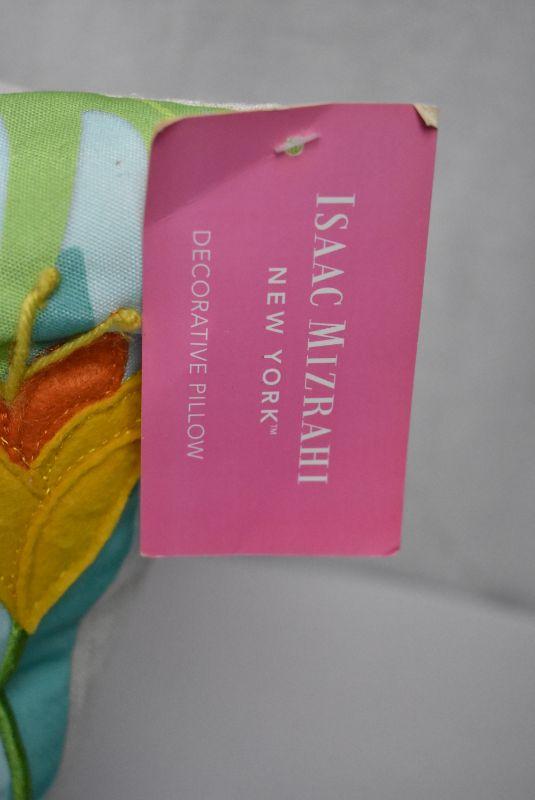 ISAAC MIZRAHI
NEW YORK™
DECORATIVE PILLOW